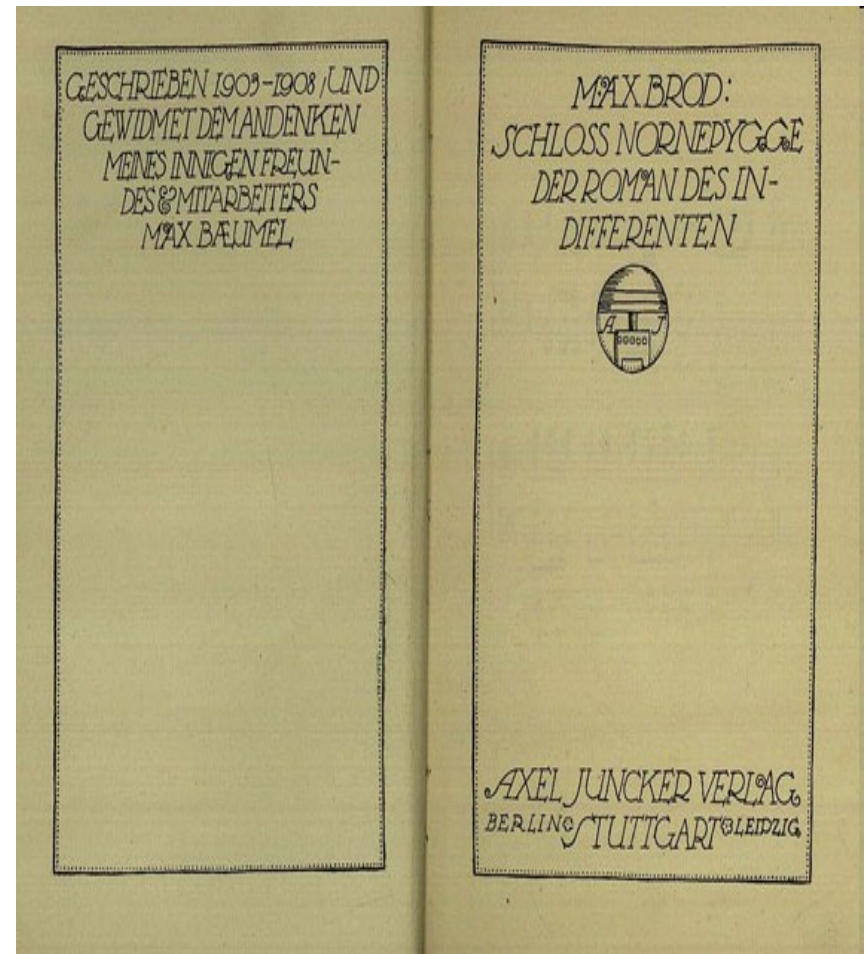 GESCHRIEBEN 1903-1908/UND
GEWIDMET DEM ANDENKEN
MEINES INNIGEN FREUN-
DES & MITARBEITERS
MAX BÆUMEL
MAX BROD:
SCHLOSS NORNEPYGGE
DER ROMAN DES IN-
DIFFERENTEN
A J
AXEL JUNCKER VERLAG
BERLIN STUTTGART LEIPZIG